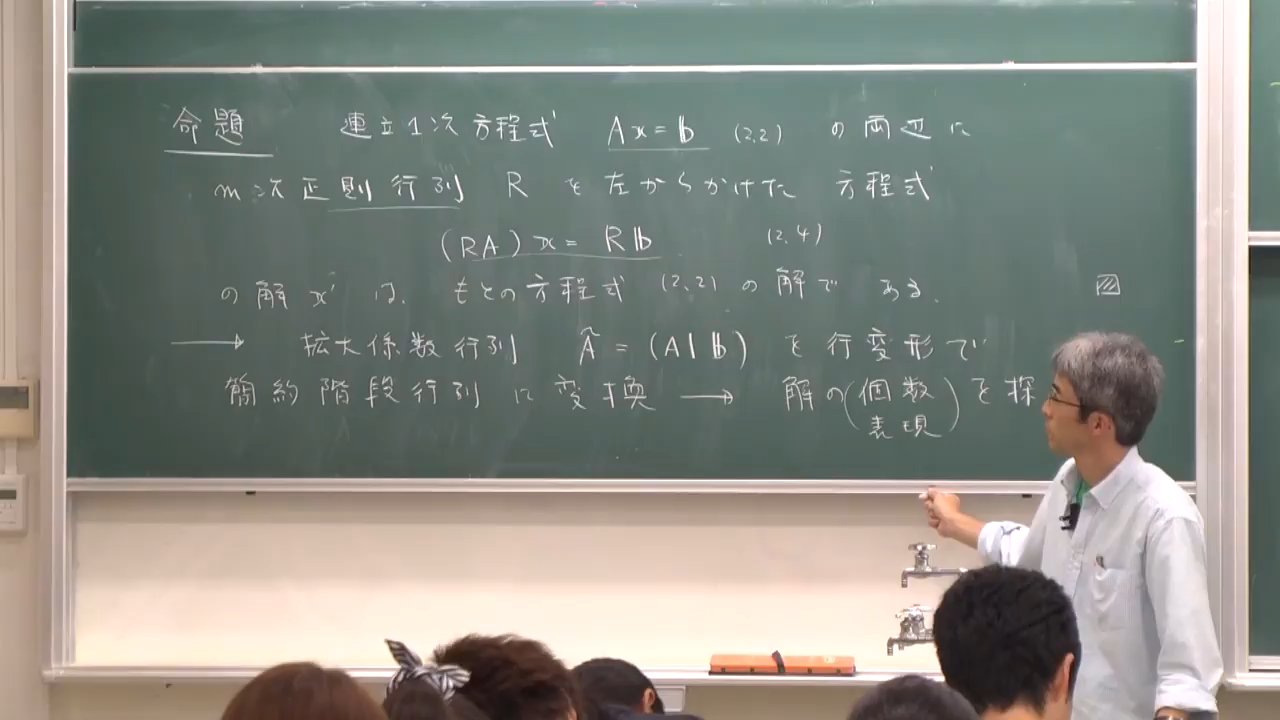 命題 連立1次方程式 Ax=b (2,2) の両辺に
m次正則行列 R を左からかけた 方程式
(RA)x = Rb (2,4)
の解 x は、もとの方程式 (2,2) の解で ある.
→ 拡大係数行列 Â = (A|b) を行変形で
簡約階段行列 に 変換 → 解の(個数)を探
表現